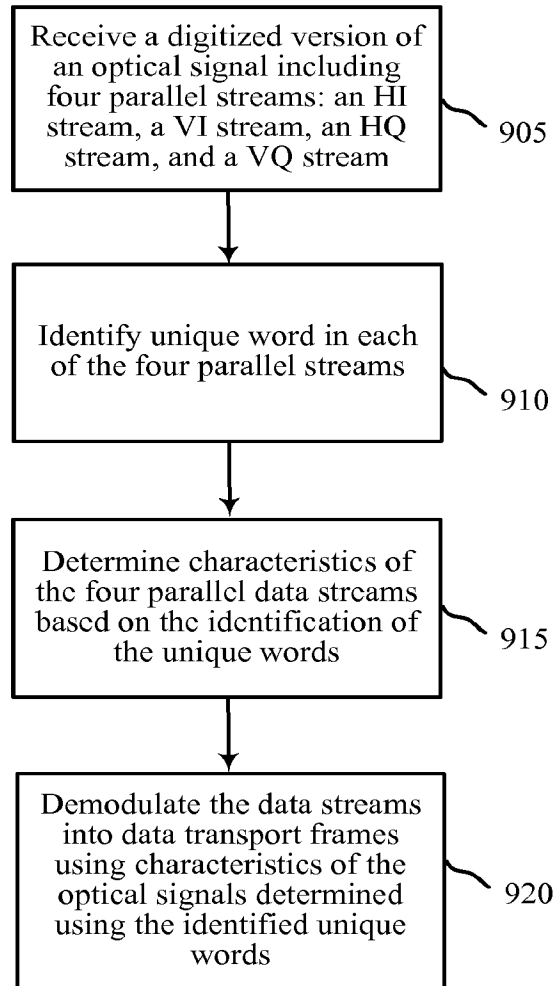 Receive a digitized version of
an optical signal including
four parallel streams: an HI
stream, a VI stream, an HQ
stream, and a VQ stream
905
Identify unique word in each
of the four parallel streams
910
Determine characteristics of
the four parallel data streams
based on the identification of
the unique words
915
Demodulate the data streams
into data transport frames
using characteristics of the
optical signals determined
using the identified unique
words
920